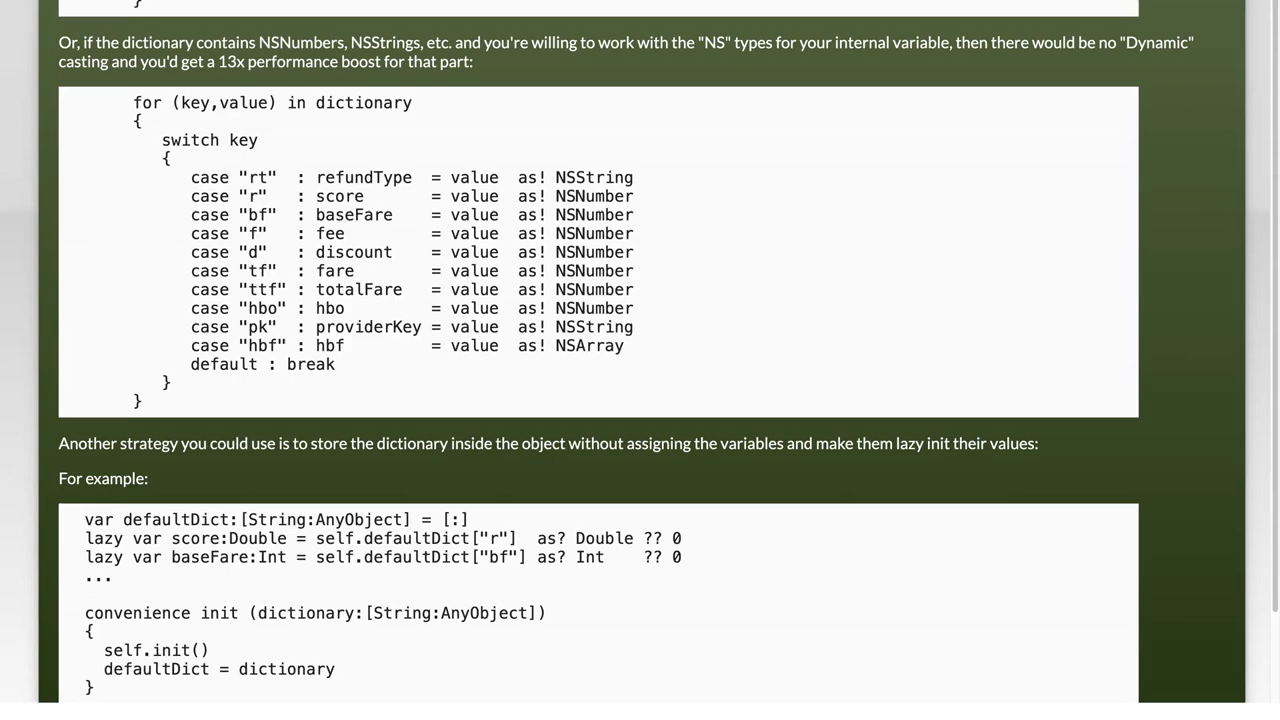 }
Or, if the dictionary contains NSNumbers, NSStrings, etc. and you're willing to work with the "NS" types for your internal variable, then there would be no "Dynamic"
casting and you'd get a 13x performance boost for that part:
for (key,value) in dictionary
{
switch key
{
case "rt"  : refundType  = value  as! NSString
case "r"   : score       = value  as! NSNumber
case "bf"  : baseFare    = value  as! NSNumber
case "f"   : fee         = value  as! NSNumber
case "d"   : discount    = value  as! NSNumber
case "tf"  : fare        = value  as! NSNumber
case "ttf" : totalFare   = value  as! NSNumber
case "hbo" : hbo         = value  as! NSNumber
case "pk"  : providerKey = value  as! NSString
case "hbf" : hbf         = value  as! NSArray
default : break
}
}
Another strategy you could use is to store the dictionary inside the object without assigning the variables and make them lazy init their values:
For example:
var defaultDict:[String:AnyObject] = [:]
lazy var score:Double = self.defaultDict["r"]  as? Double ?? 0
lazy var baseFare:Int = self.defaultDict["bf"] as? Int    ?? 0
...
convenience init (dictionary:[String:AnyObject])
{
self.init()
defaultDict = dictionary
}